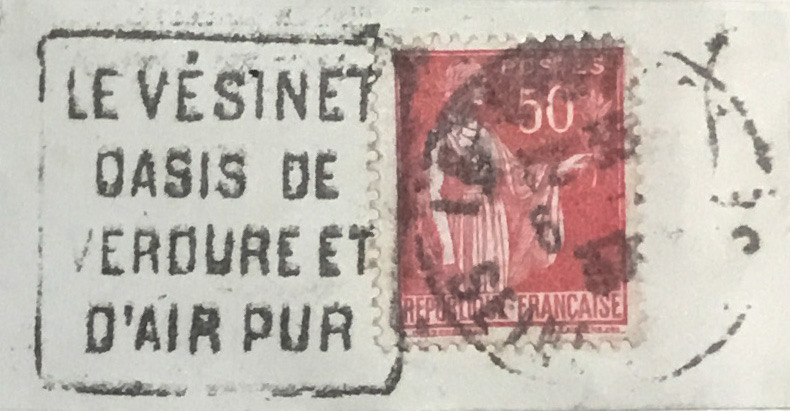 LE VÉSINET
OASIS DE
VERDURE ET
D'AIR PUR
POSTES
50
REPUBLIQUE FRANÇAISE